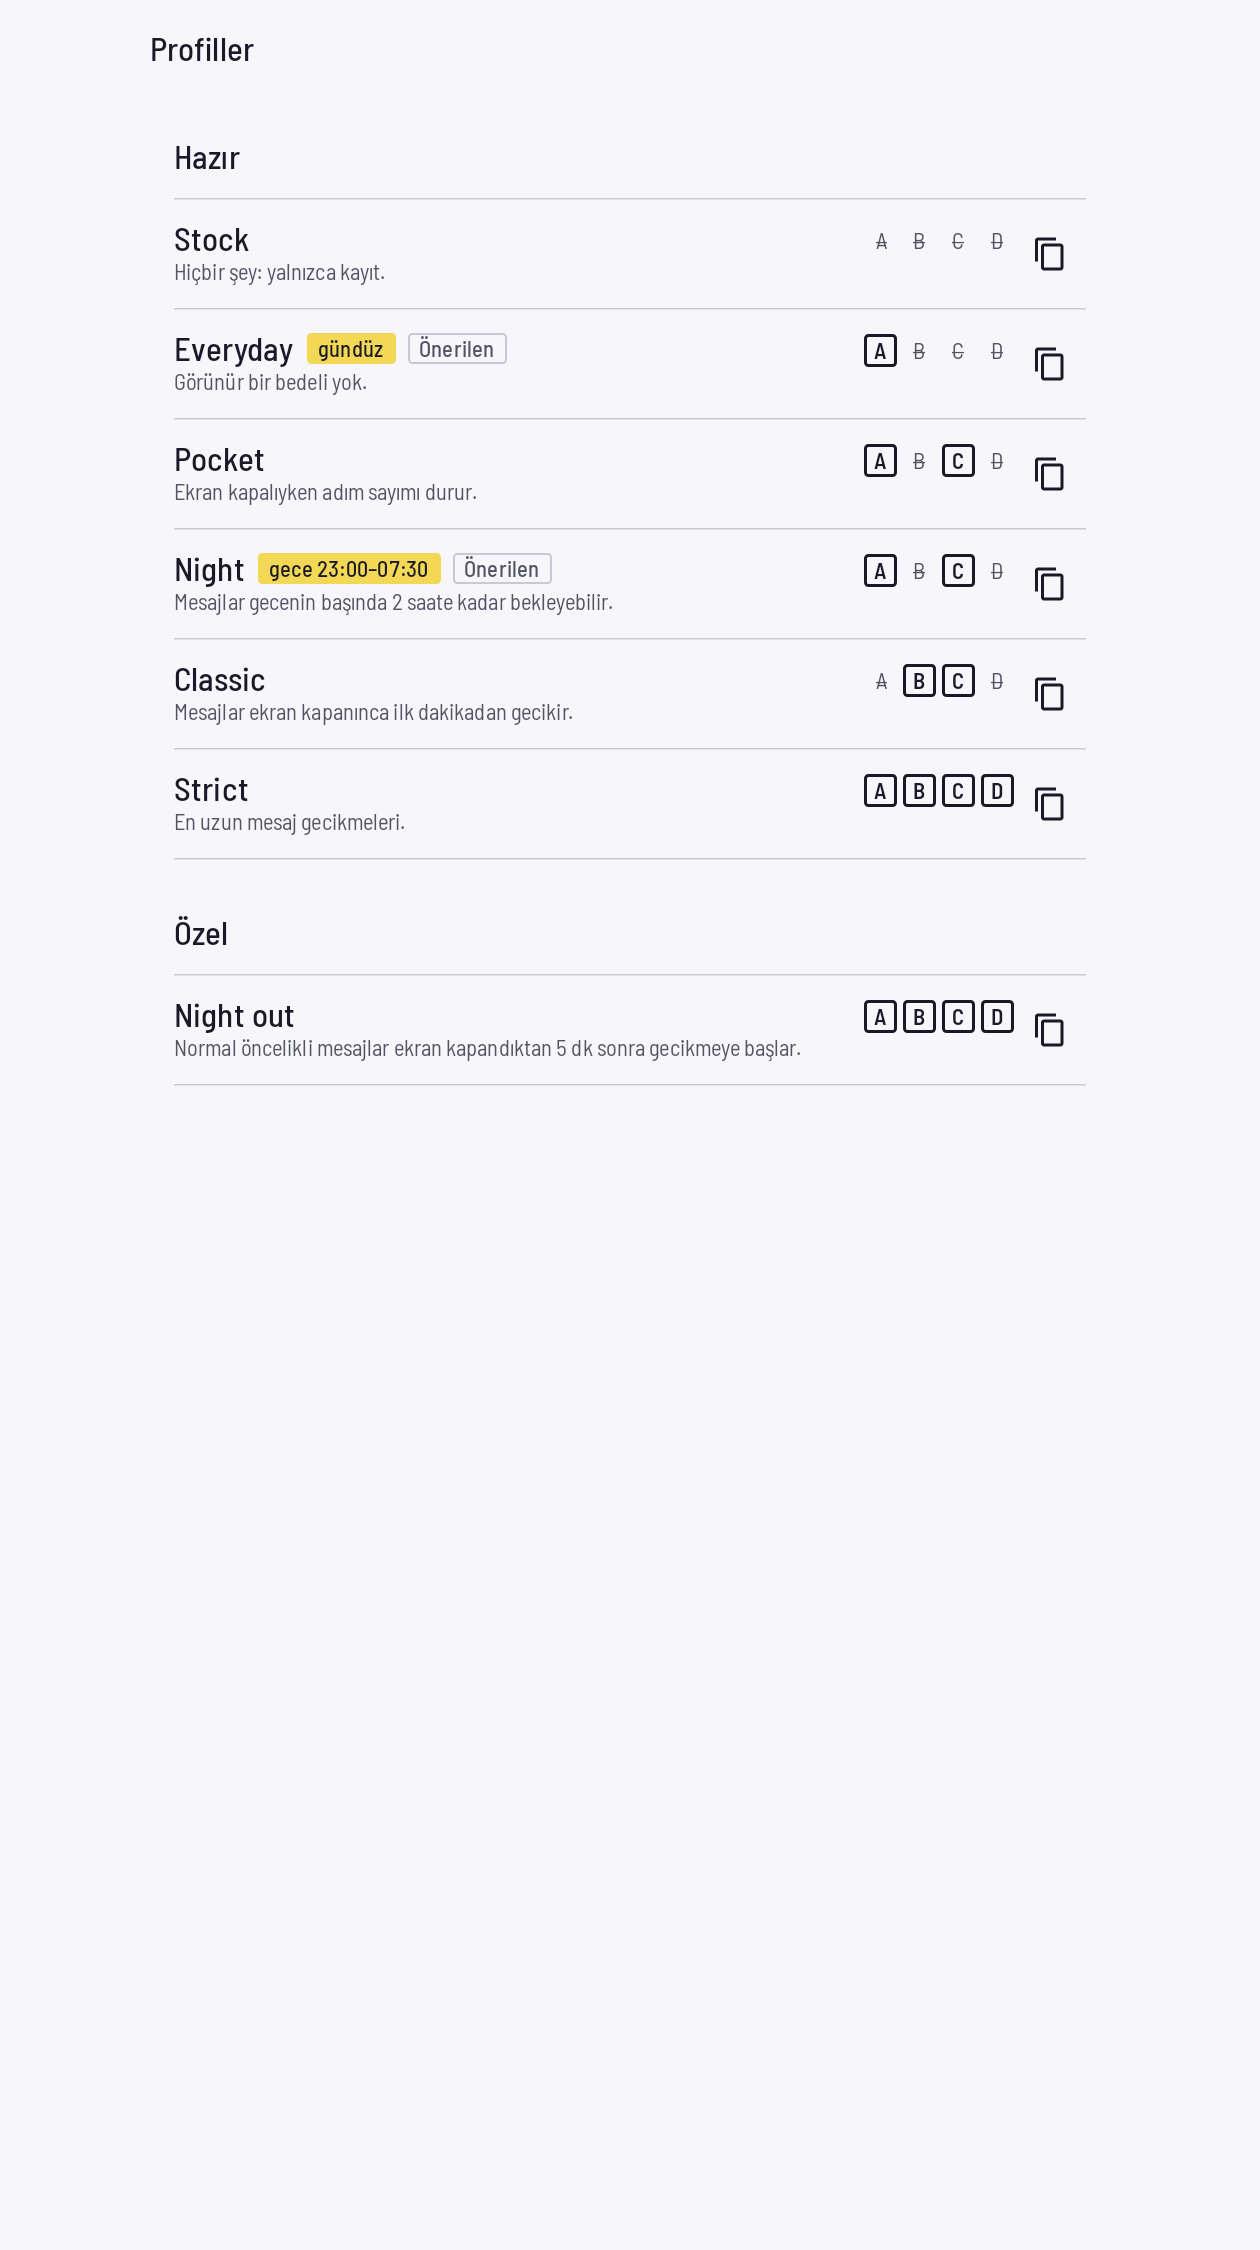 Profiller
Hazır
Stock A B C D
Hiçbir şey: yalnızca kayıt.
Everyday gündüz Önerilen A B C D
Görünür bir bedeli yok.
Pocket A B C D
Ekran kapalıyken adım sayımı durur.
Night gece 23:00–07:30 Önerilen A B C D
Mesajlar gecenin başında 2 saate kadar bekleyebilir.
Classic A B C D
Mesajlar ekran kapanınca ilk dakikadan gecikir.
Strict A B C D
En uzun mesaj gecikmeleri.
Özel
Night out A B C D
Normal öncelikli mesajlar ekran kapandıktan 5 dk sonra gecikmeye başlar.